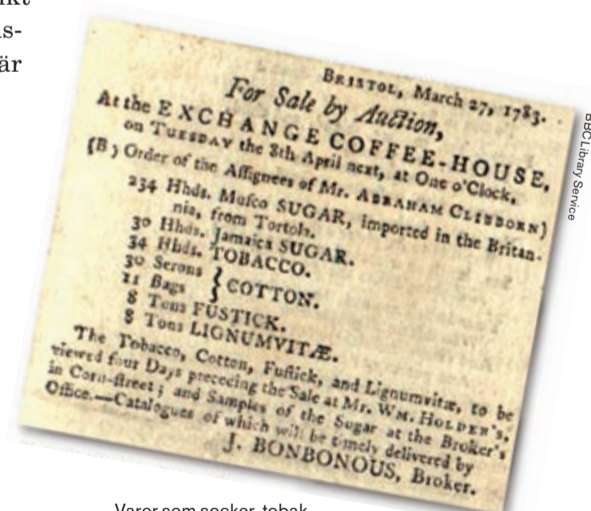 kt
s-
är
BRISTOL, March 27, 1783.
For Sale by Auction,
At the EXCHANGE COFFEE-HOUSE,
on TUESDAY the 8th April next, at One o'Clock,
(By Order of the Assignees of Mr. ABRAHAM CLIBBORN)
234 Hhds. Musco SUGAR, imported in the Britan-
nia, from Tortola.
30 Hhds. Jamaica SUGAR.
34 Hhds. TOBACCO.
30 Serons
11 Bags } COTTON.
8 Tons FUSTICK.
8 Tons LIGNUMVITÆ.
The Tobacco, Cotton, Fustick, and Lignumvitæ, to be
viewed four Days preceding the Sale at Mr. WM. HOLDER's,
in Corn-street; and Samples of the Sugar at the Broker's
Office.—Catalogues of which will be timely delivered by
J. BONBONOUS, Broker.
BBC Library Service
Varor som socker, tobak